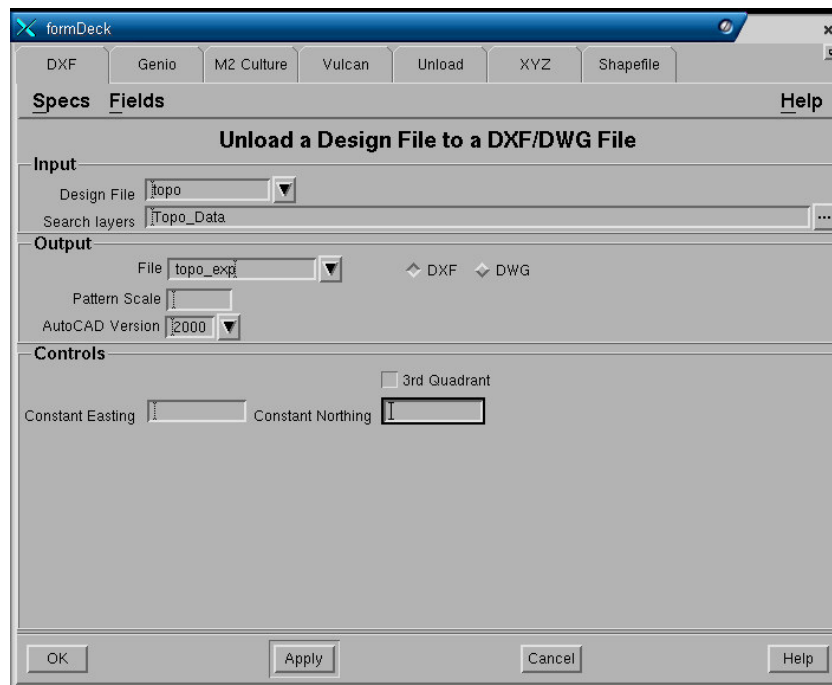 formDeck
DXF Genio M2 Culture Vulcan Unload XYZ Shapefile
Specs Fields Help
Unload a Design File to a DXF/DWG File
Input
Design File topo
Search layers Topo_Data ...
Output
File topo_exp DXF DWG
Pattern Scale
AutoCAD Version 2000
Controls
3rd Quadrant
Constant Easting Constant Northing
OK Apply Cancel Help